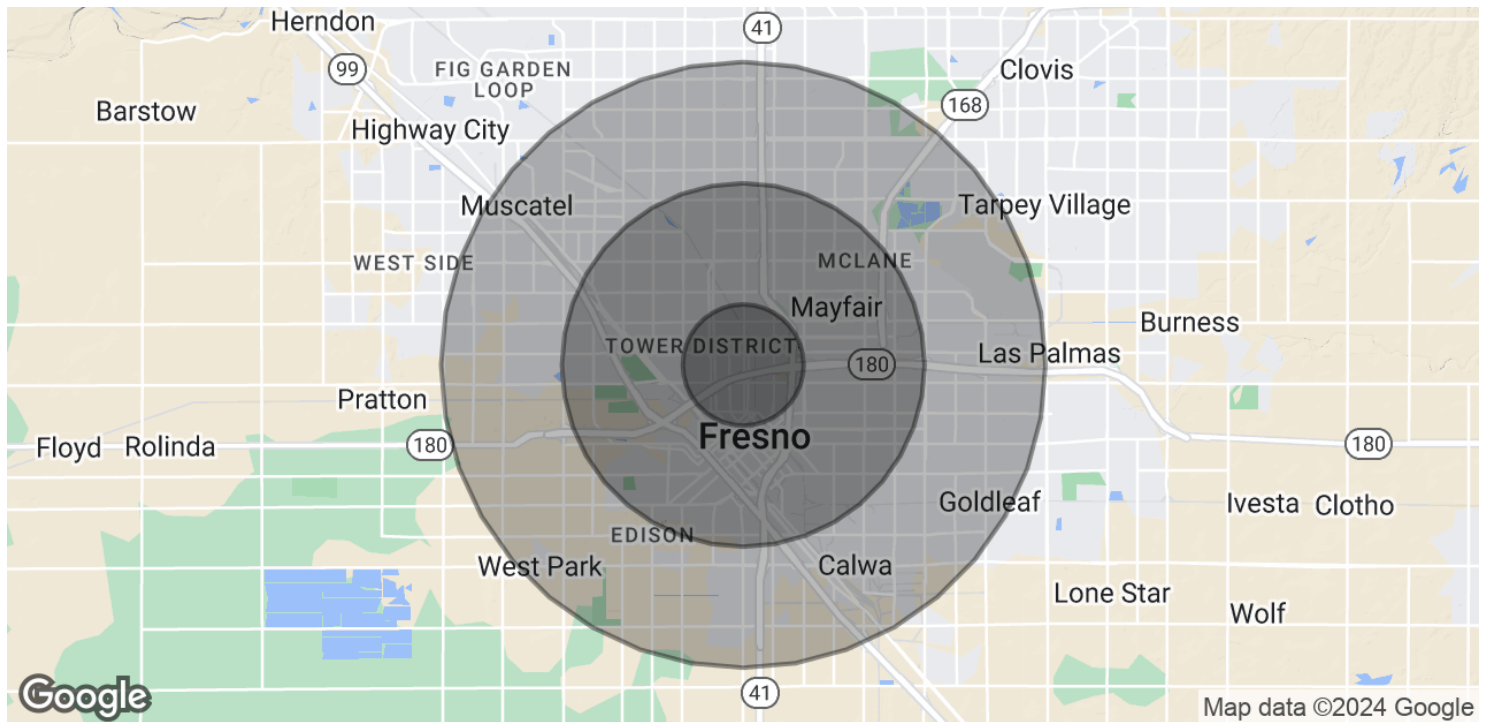 Herndon
41
99
FIG GARDEN
LOOP
Clovis
168
Barstow
Highway City
Muscatel
Tarpey Village
WEST SIDE
MCLANE
Mayfair
Burness
TOWER DISTRICT
Las Palmas
180
Pratton
Fresno
Floyd
Rolinda
180
180
Goldleaf
Ivesta
Clotho
EDISON
West Park
Calwa
Lone Star
Wolf
41
Google
Map data ©2024 Google